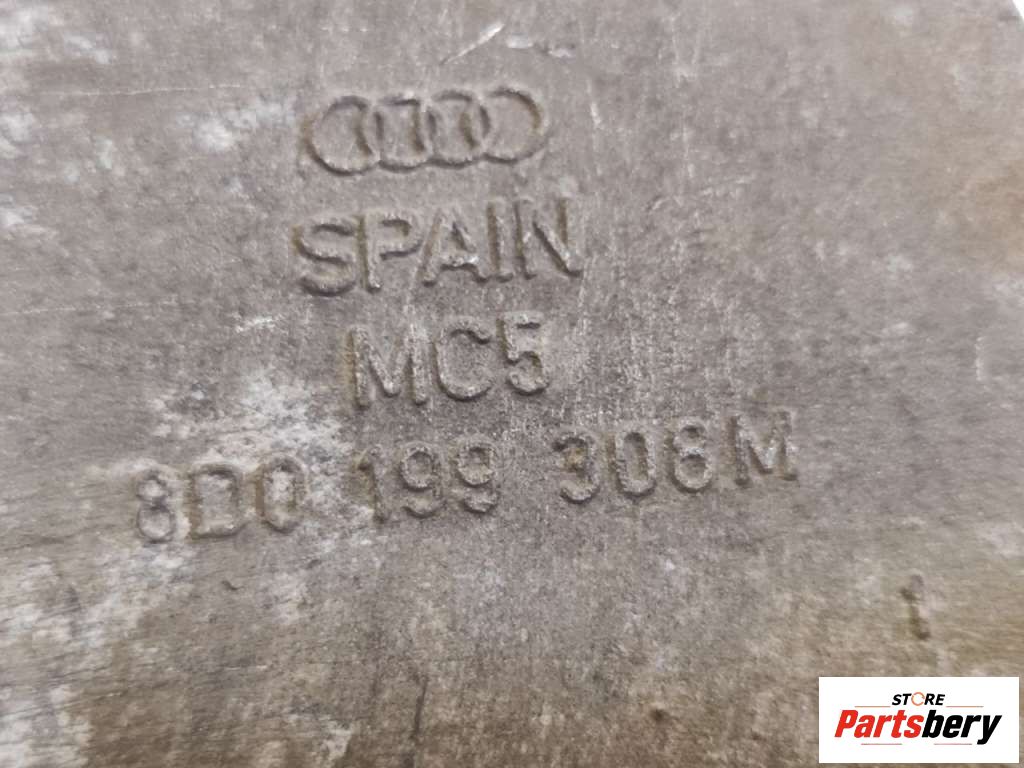 SPAIN
MC5
8D0 199 308M
STORE
Partsbery